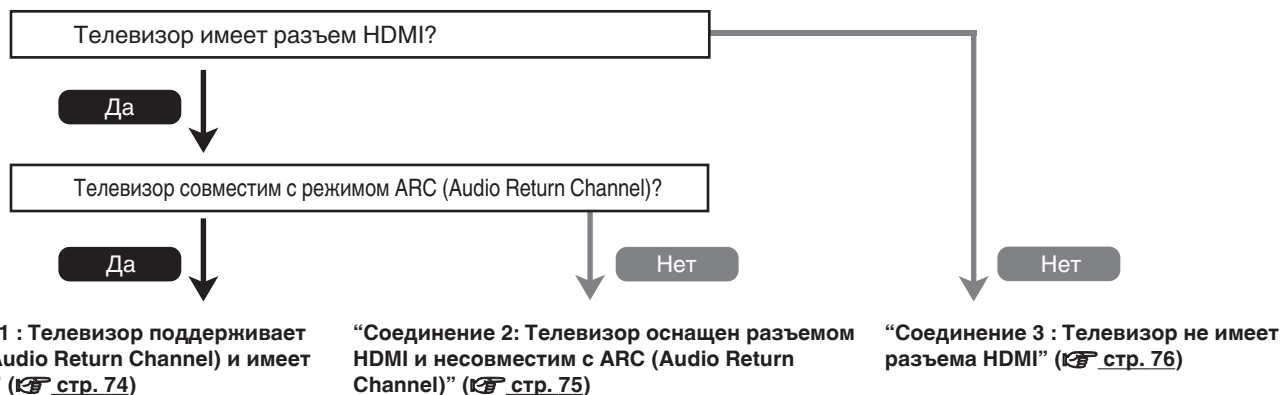 Телевизор имеет разъем HDMI?
Да
Телевизор совместим с режимом ARC (Audio Return Channel)?
Да
Нет
Нет
1 : Телевизор поддерживает
Audio Return Channel) и имеет
” (☞ стр. 74)
“Соединение 2: Телевизор оснащен разъемом
HDMI и несовместим с ARC (Audio Return
Channel)” (☞ стр. 75)
“Соединение 3 : Телевизор не имеет
разъема HDMI” (☞ стр. 76)